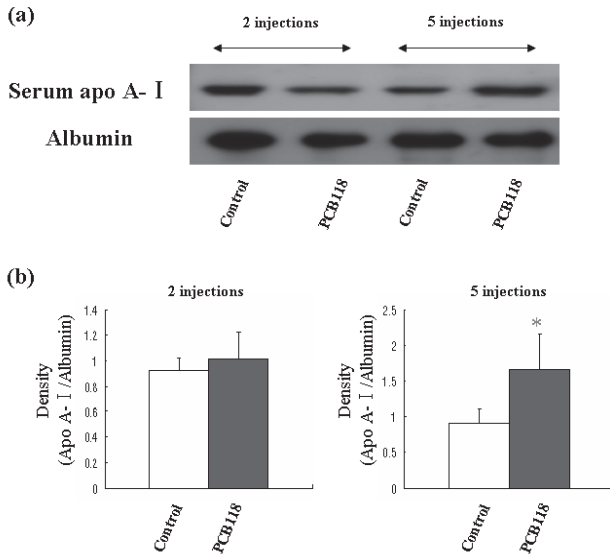 (a)
2 injections 5 injections
Serum apo A- Ⅰ
Albumin
Control PCB118 Control PCB118
(b)
2 injections
Density
(Apo A- Ⅰ/Albumin)
1.4
1.2
1
0.8
0.6
0.4
0.2
0
Control PCB118
5 injections
Density
(Apo A- Ⅰ/Albumin)
2.5
2
1.5
1
0.5
0
*
Control PCB118